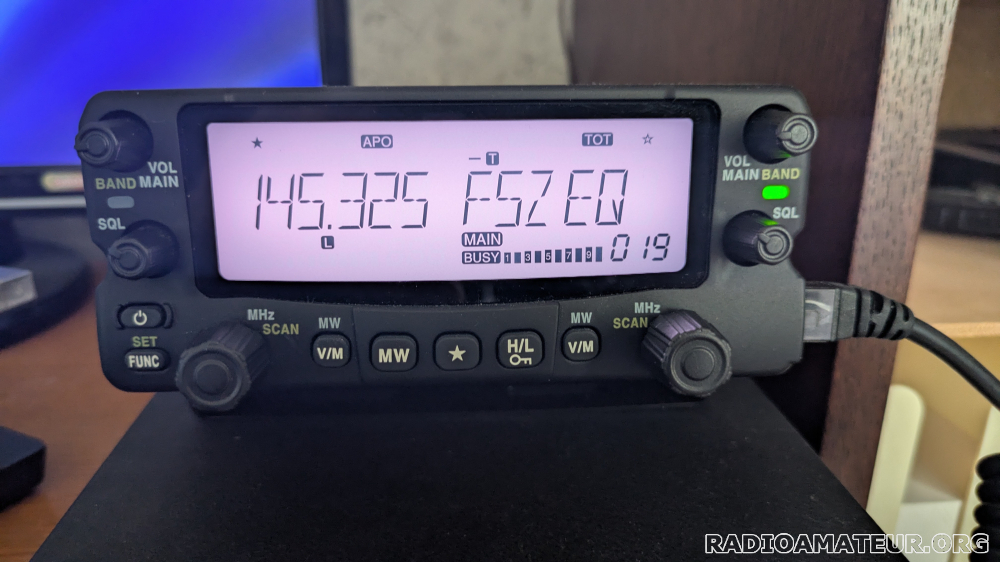 ★ APO TOT ☆
– T
145.325 F5ZEQ
L
MAIN
BUSY 1 3 5 7 9 019
VOL
BAND MAIN
SQL
VOL
MAIN BAND
SQL
SET
FUNC
MHz
SCAN
MW
V/M
MW
★
H/L
MW
V/M
MHz
SCAN
RADIOAMATEUR.ORG